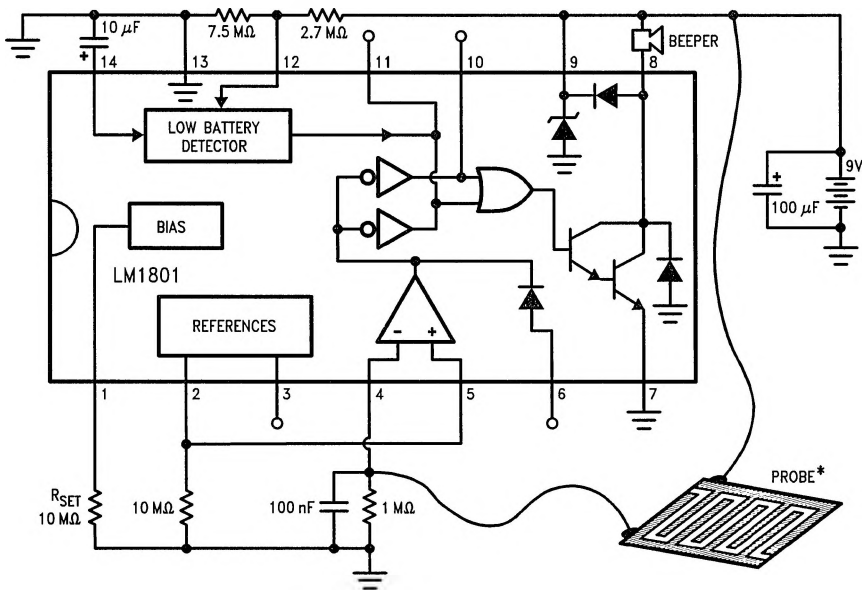 10 μF
7.5 MΩ
2.7 MΩ
BEEPER
+
14
13
12
11
10
9
8
LOW BATTERY
DETECTOR
9V
+
100 μF
BIAS
LM1801
REFERENCES
- +
1
2
3
4
5
6
7
PROBE*
RSET
10 MΩ
10 MΩ
100 nF
1 MΩ